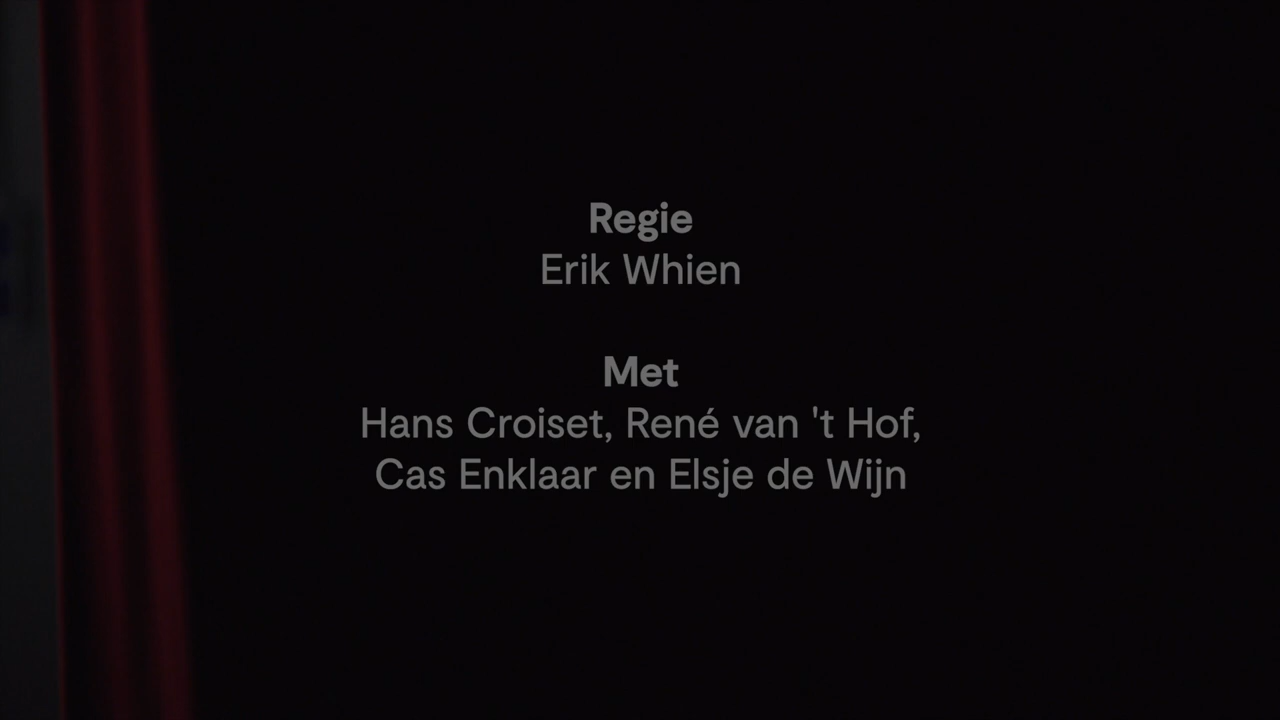 Regie
Erik Whien
Met
Hans Croiset, René van 't Hof,
Cas Enklaar en Elsje de Wijn